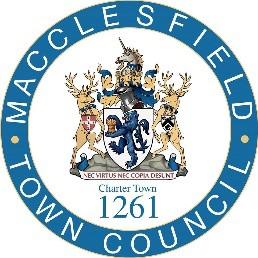 MACCLESFIELD
NEC VIRTUS NEC COPIA DESUNT
Charter Town
1261
TOWN COUNCIL